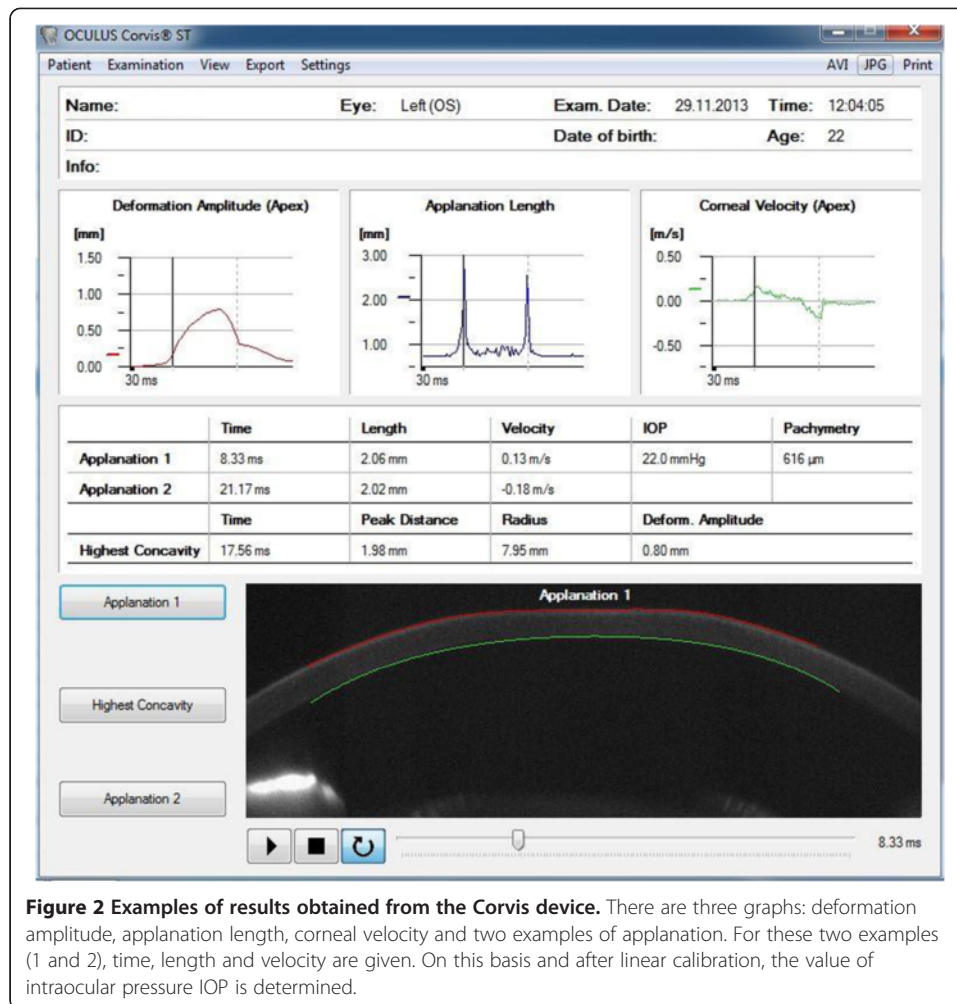 OCULUS Corvis® ST
Patient Examination View Export Settings AVI JPG Print
Name: Eye: Left (OS) Exam. Date: 29.11.2013 Time: 12:04:05
ID: Date of birth: Age: 22
Info:
Deformation Amplitude (Apex)
[mm]
1.50
1.00
0.50
0.00
30 ms
Applanation Length
[mm]
3.00
2.00
1.00
30 ms
Corneal Velocity (Apex)
[m/s]
0.50
0.00
-0.50
30 ms
Time Length Velocity IOP Pachymetry
Applanation 1 8.33 ms 2.06 mm 0.13 m/s 22.0 mmHg 616 µm
Applanation 2 21.17 ms 2.02 mm -0.18 m/s
Time Peak Distance Radius Deform. Amplitude
Highest Concavity 17.56 ms 1.98 mm 7.95 mm 0.80 mm
Applanation 1
Highest Concavity
Applanation 2
Applanation 1
8.33 ms
Figure 2 Examples of results obtained from the Corvis device. There are three graphs: deformation
amplitude, applanation length, corneal velocity and two examples of applanation. For these two examples
(1 and 2), time, length and velocity are given. On this basis and after linear calibration, the value of
intraocular pressure IOP is determined.